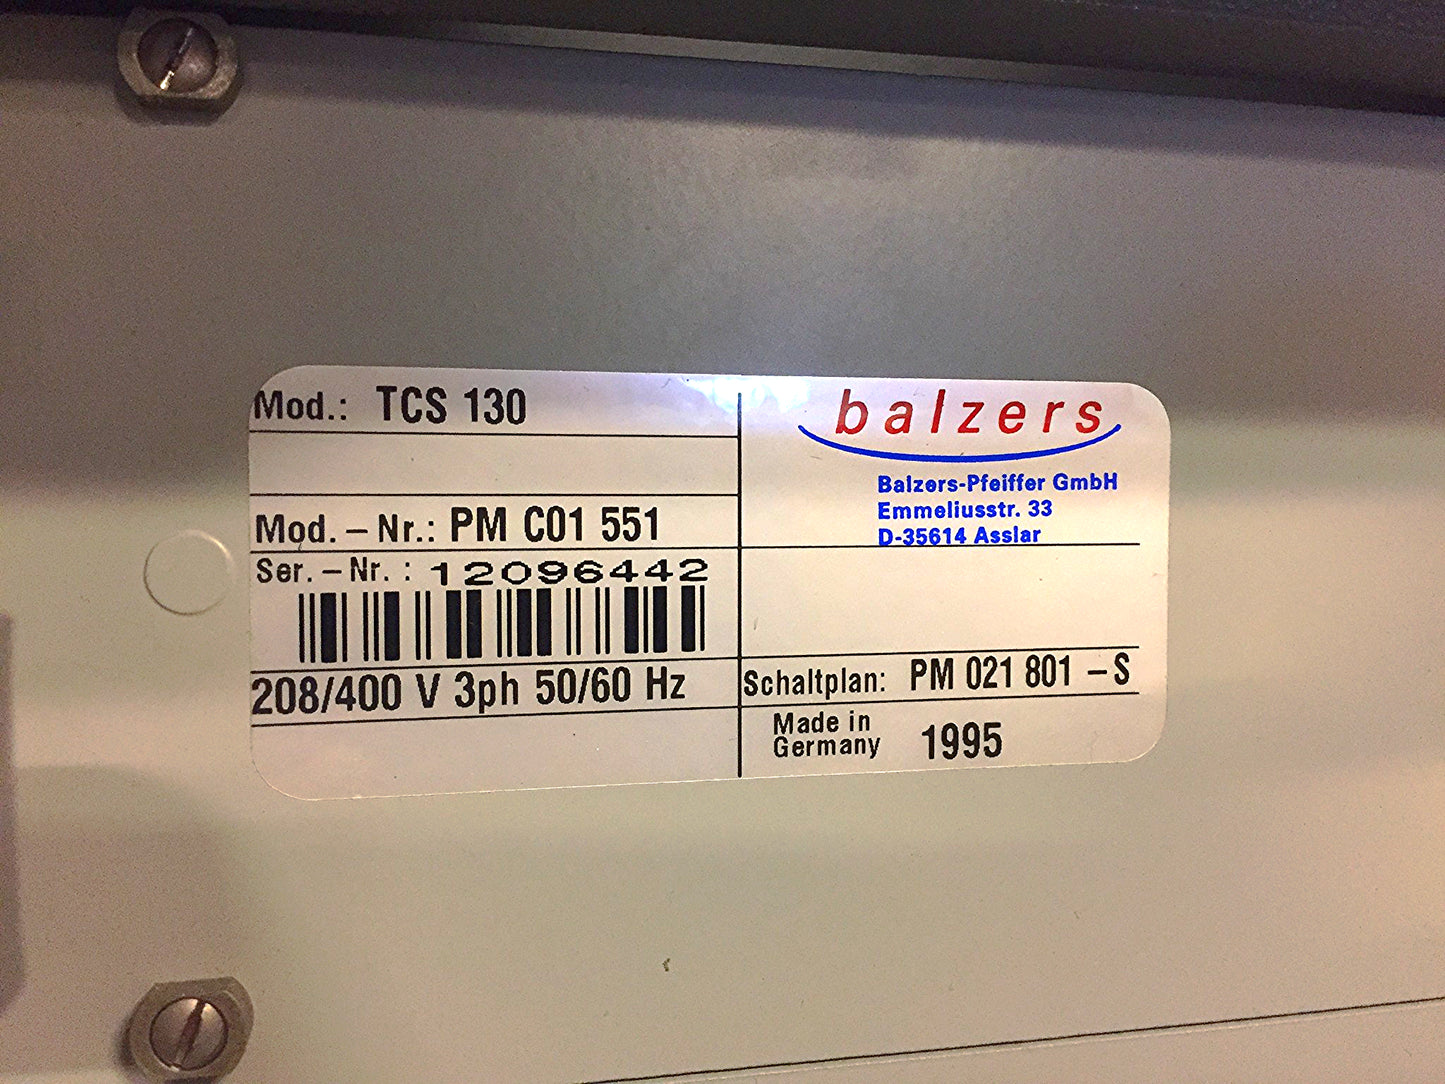 Mod.: TCS 130
Mod. – Nr.: PM C01 551
Ser. – Nr. : 12096442
208/400 V 3ph 50/60 Hz
balzers
Balzers-Pfeiffer GmbH
Emmeliusstr. 33
D-35614 Asslar
Schaltplan: PM 021 801 – S
Made in
Germany 1995